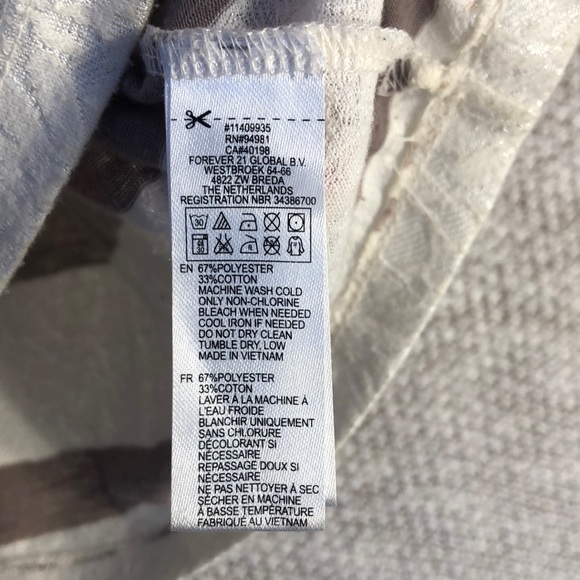 #11409935
RN#94981
CA#40198
FOREVER 21 GLOBAL B.V.
WESTBROEK 64-66
4822 ZW BREDA
THE NETHERLANDS
REGISTRATION NBR 34386700
30
30
EN 67%POLYESTER
33%COTTON
MACHINE WASH COLD
ONLY NON-CHLORINE
BLEACH WHEN NEEDED
COOL IRON IF NEEDED
DO NOT DRY CLEAN
TUMBLE DRY, LOW
MADE IN VIETNAM
FR 67%POLYESTER
33%COTON
LAVER À LA MACHINE À
L'EAU FROIDE
BLANCHIR UNIQUEMENT
SANS CHLORURE
DÉCOLORANT SI
NÉCESSAIRE
REPASSAGE DOUX SI
NÉCESSAIRE
NE PAS NETTOYER À SEC
SÉCHER EN MACHINE
À BASSE TEMPÉRATURE
FABRIQUÉ AU VIETNAM